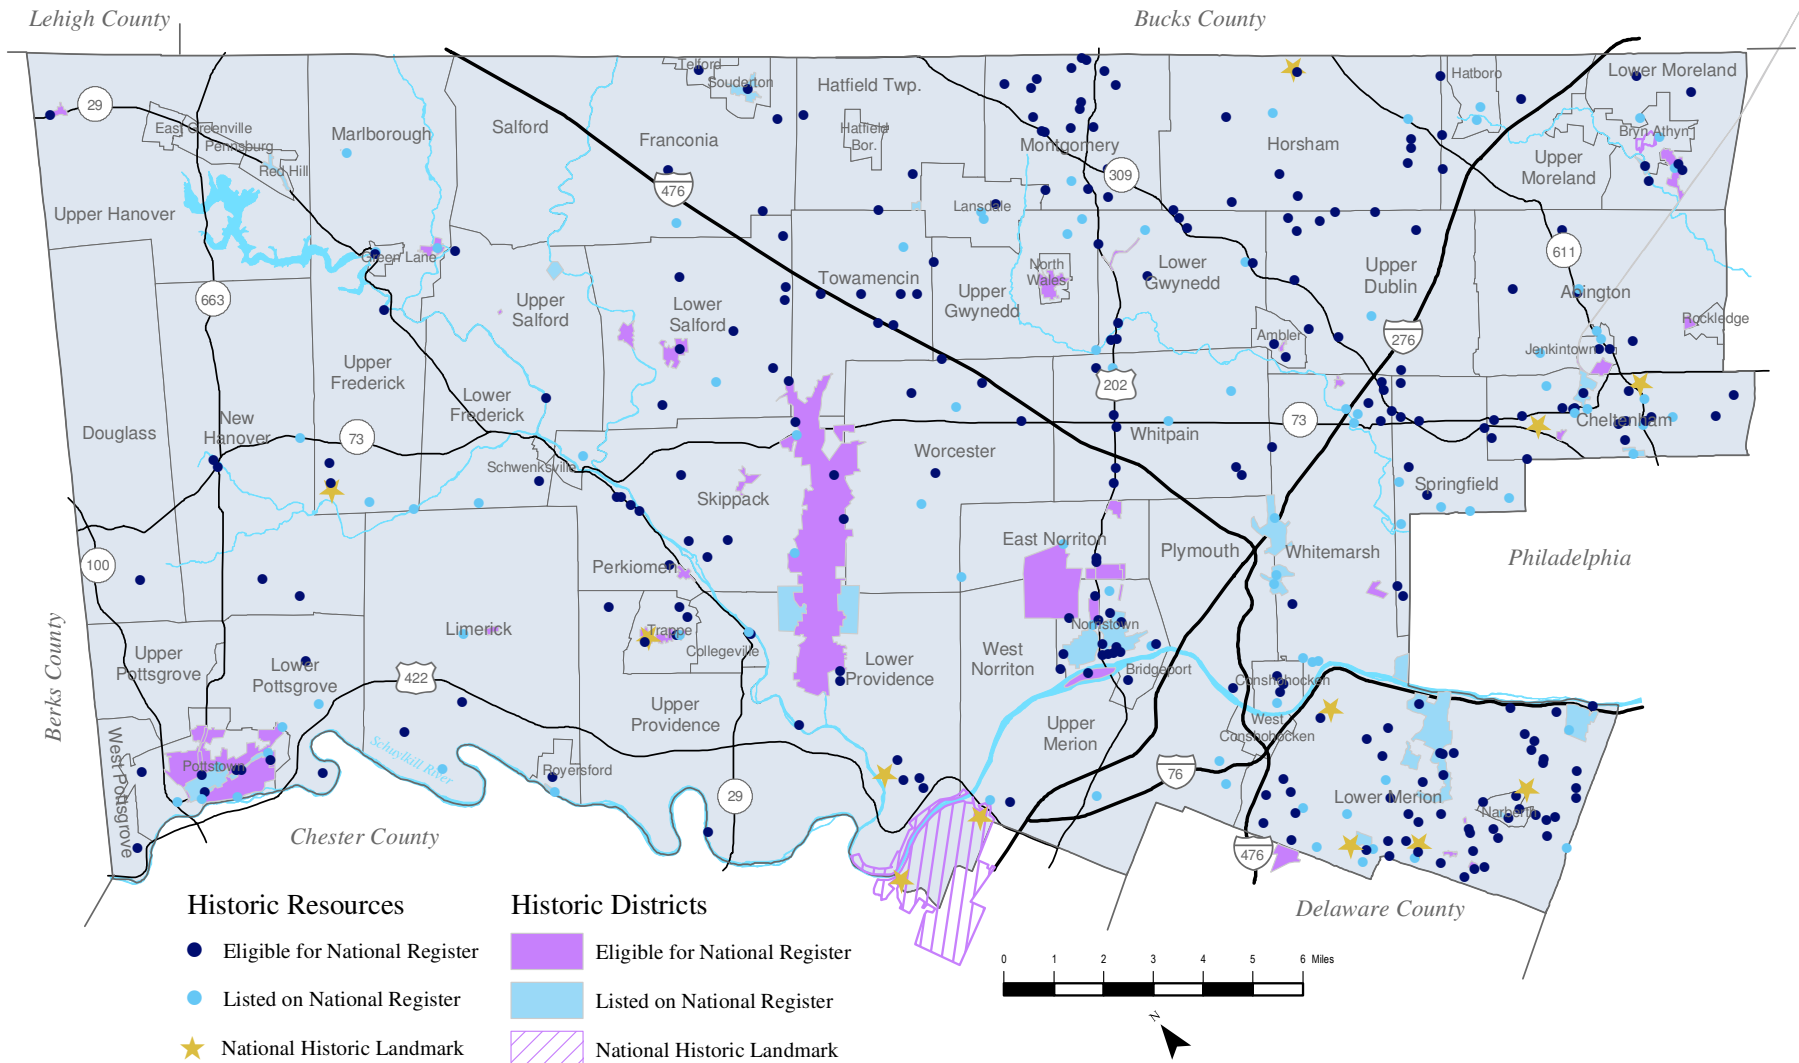 Lehigh County
Bucks County
Telford
Souderton
Hatfield Twp.
Hatboro
Lower Moreland
29
East Greenville
Pennsburg
Red Hill
Marlborough
Salford
Franconia
Hatfield
Bor.
Montgomery
Horsham
Bryn Athyn
Upper
Moreland
476
309
Upper Hanover
Lansdale
Green Lane
611
663
Upper
Salford
Lower
Salford
Towamencin
Upper
Gwynedd
North
Wales
Lower
Gwynedd
Upper
Dublin
Abington
Rockledge
Ambler
276
Jenkintown
Upper
Frederick
Lower
Frederick
202
Douglass
New
Hanover
73
Worcester
Whitpain
73
Cheltenham
Schwenksville
Skippack
Springfield
100
Perkiomen
East Norriton
Plymouth
Whitemarsh
Philadelphia
Berks County
Upper
Pottsgrove
Lower
Pottsgrove
Limerick
Trappe
Collegeville
Lower
Providence
West
Norriton
Norristown
Bridgeport
Conshohocken
422
Upper
Providence
Upper
Merion
West
Conshohocken
West Pottsgrove
Pottstown
Schuylkill River
Royersford
29
76
Lower Merion
Narberth
Chester County
476
Delaware County
Historic Resources
Eligible for National Register
Listed on National Register
National Historic Landmark
Historic Districts
Eligible for National Register
Listed on National Register
National Historic Landmark
0 1 2 3 4 5 6 Miles
N